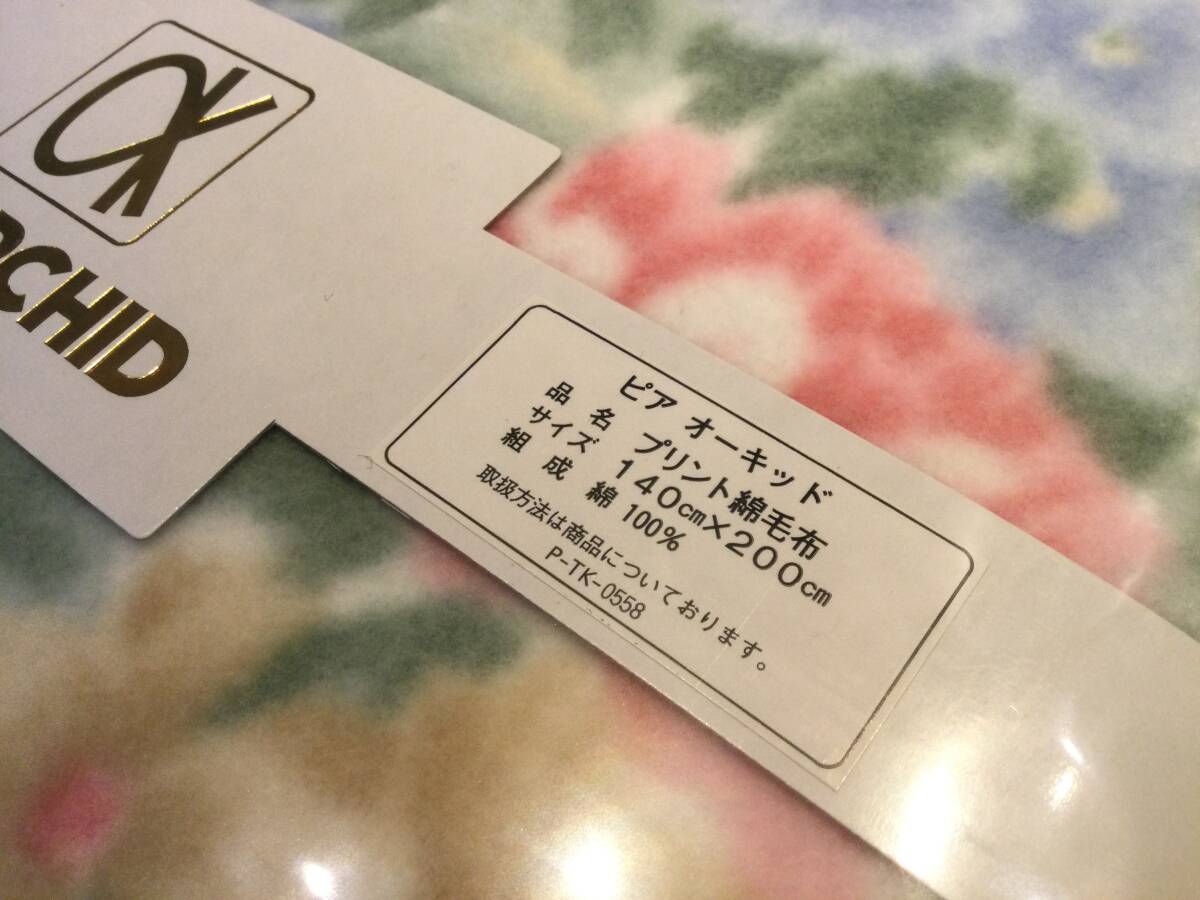 RCHID
ピア オーキッド
品 名 プリント綿毛布
サイズ 140㎝×200㎝
組 成 綿 100%
取扱方法は商品についております。
P-TK-0558